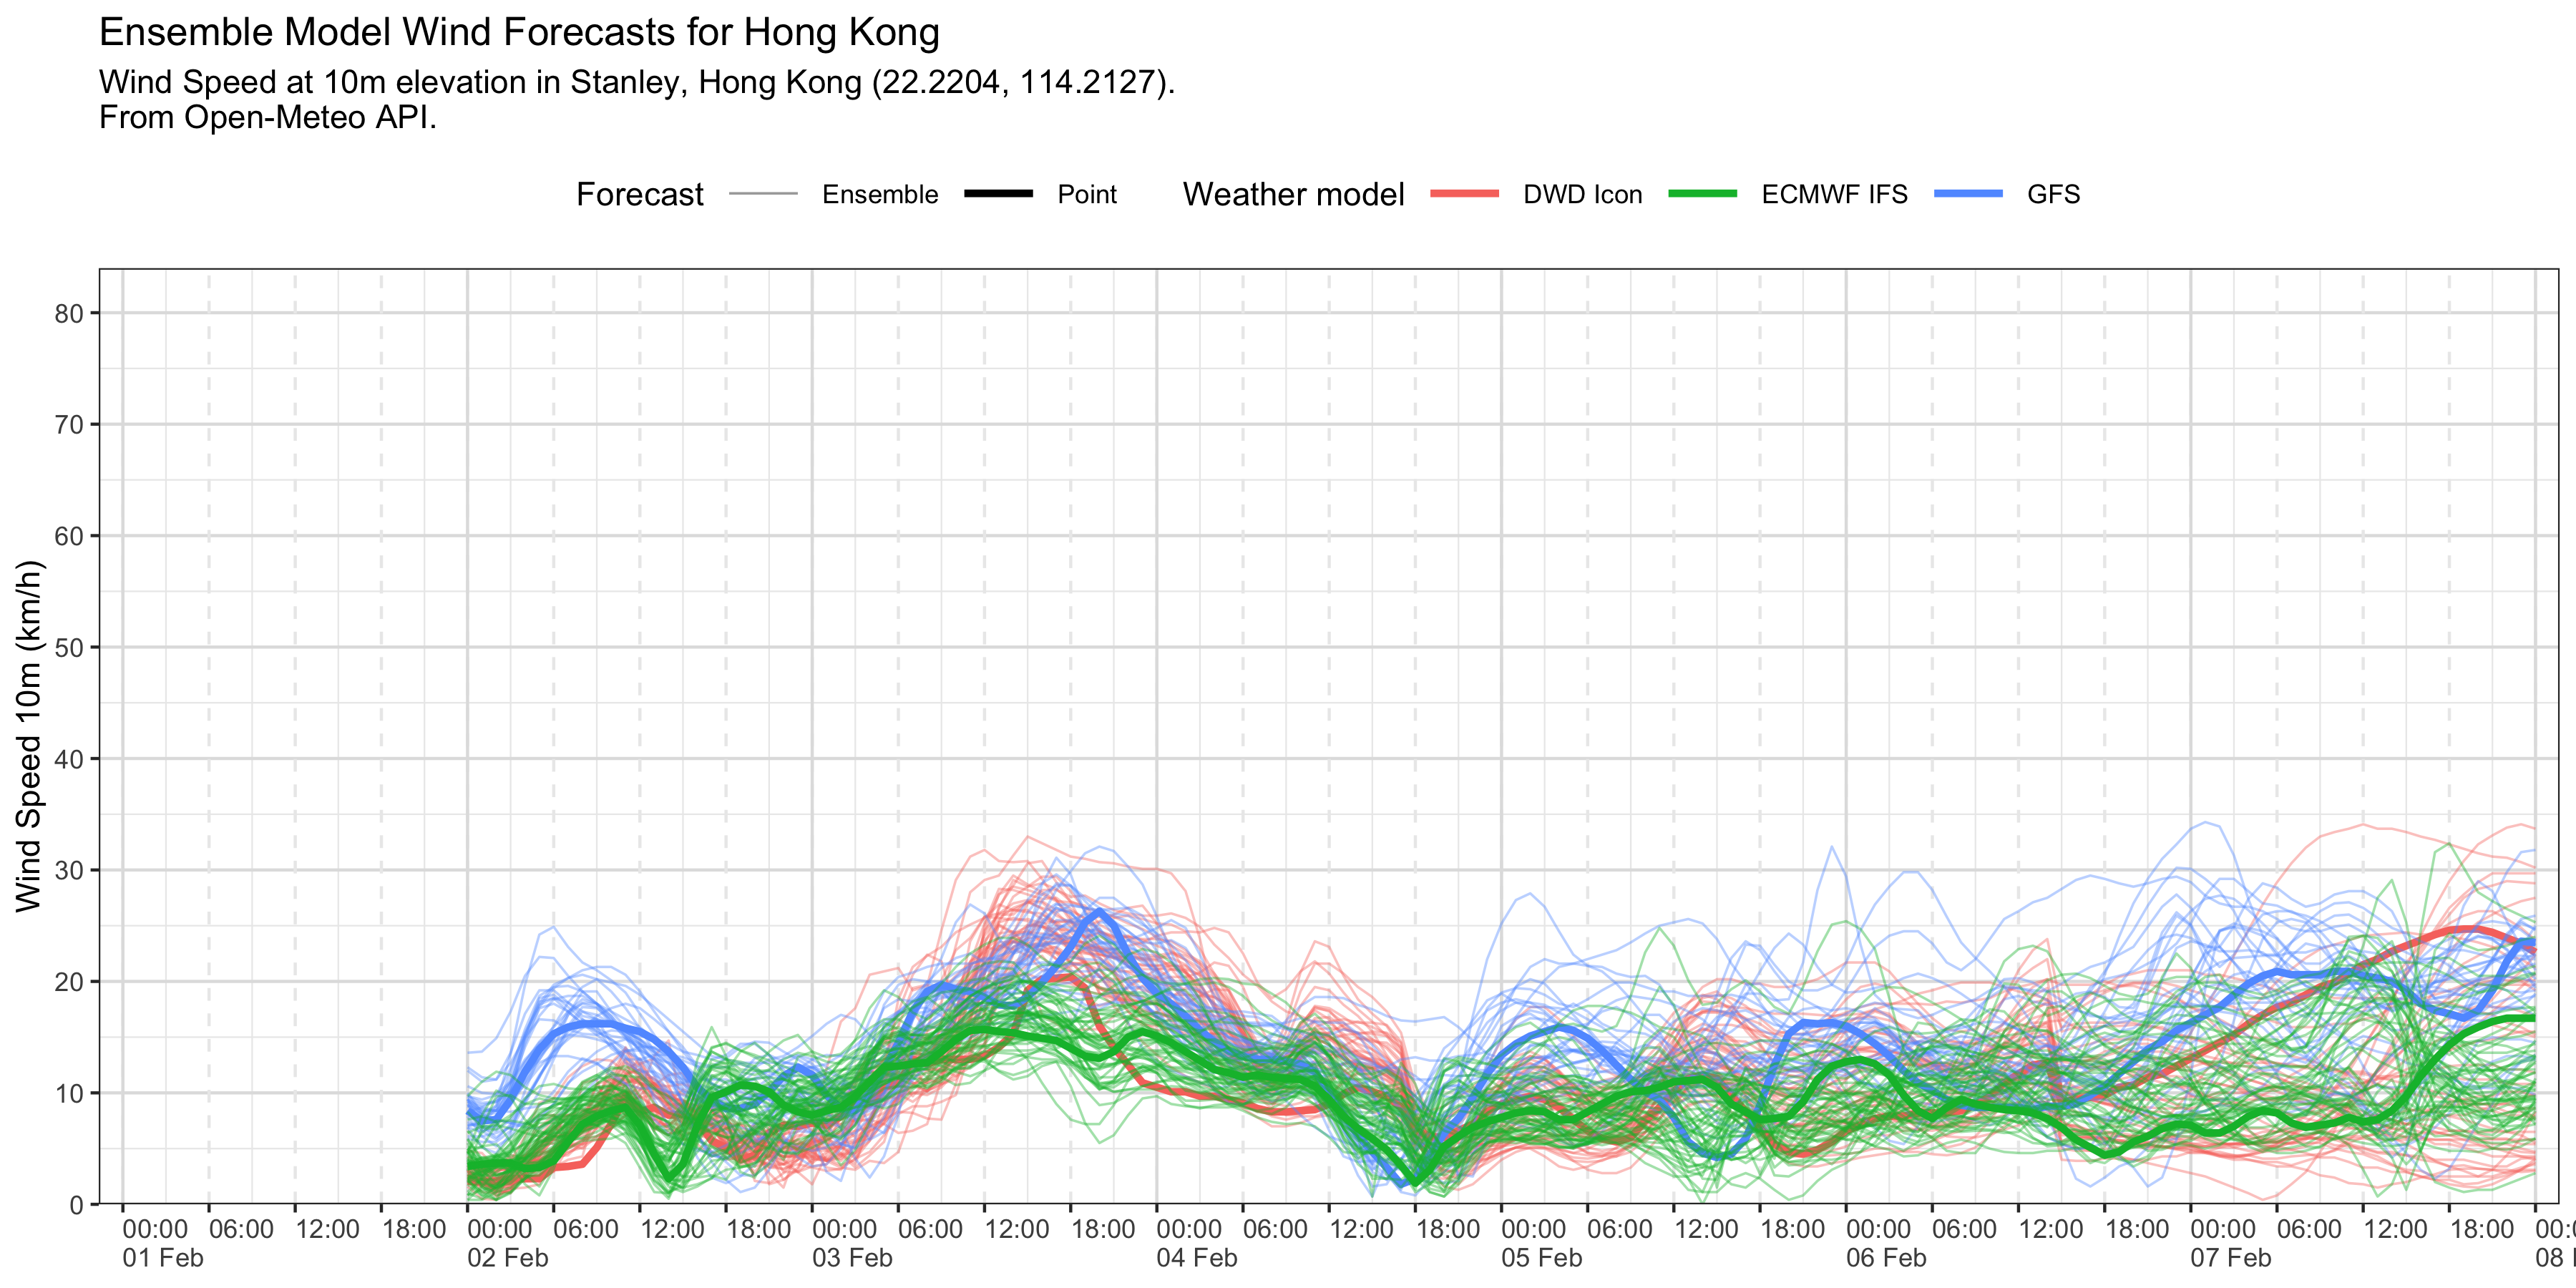 Ensemble Model Wind Forecasts for Hong Kong
Wind Speed at 10m elevation in Stanley, Hong Kong (22.2204, 114.2127).
From Open-Meteo API.
Forecast Ensemble Point Weather model DWD Icon ECMWF IFS GFS
Wind Speed 10m (km/h)
80
70
60
50
40
30
20
10
0
00:00 06:00 12:00 18:00 00:00 06:00 12:00 18:00 00:00 06:00 12:00 18:00 00:00 06:00 12:00 18:00 00:00 06:00 12:00 18:00 00:00 06:00 12:00 18:00 00:00 06:00 12:00 18:00
01 Feb 02 Feb 03 Feb 04 Feb 05 Feb 06 Feb 07 Feb 08